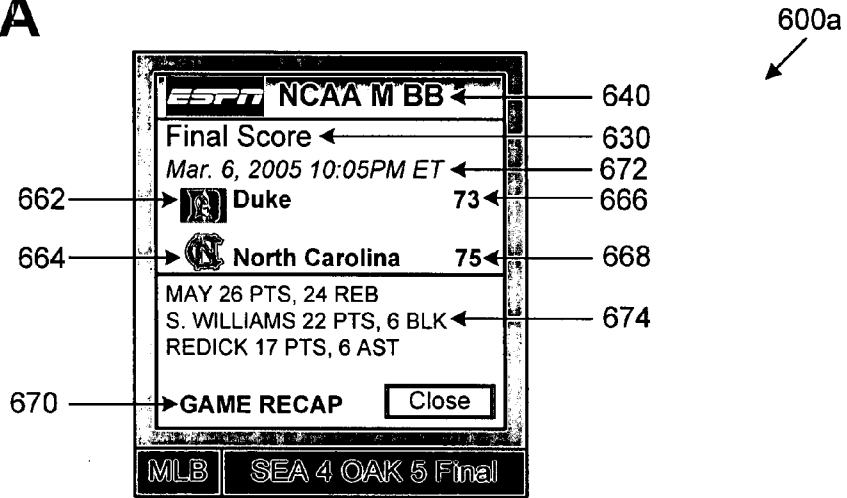 A
600a
ESPN NCAA M BB 640
Final Score 630
Mar. 6, 2005 10:05PM ET 672
662 Duke 73 666
664 North Carolina 75 668
MAY 26 PTS, 24 REB
S. WILLIAMS 22 PTS, 6 BLK 674
REDICK 17 PTS, 6 AST
670 GAME RECAP Close
MLB SEA 4 OAK 5 Final